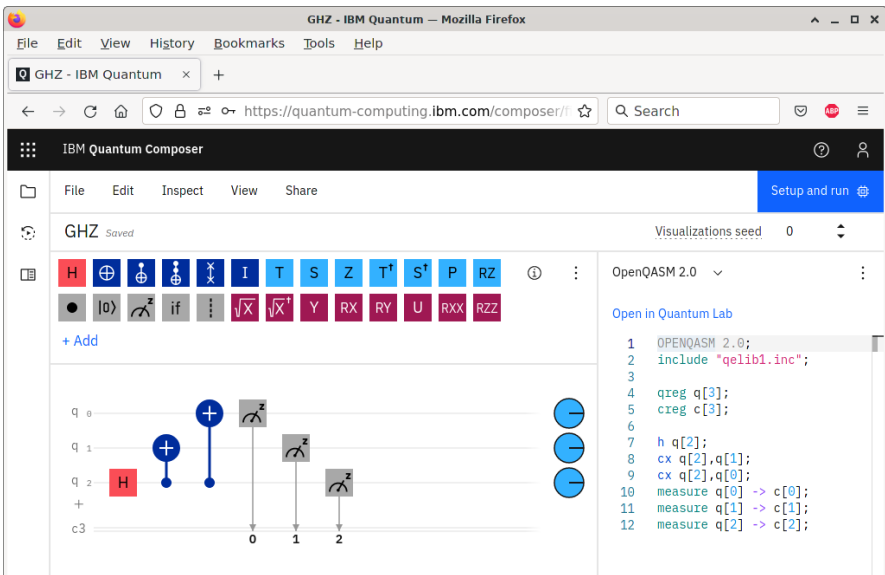 GHZ - IBM Quantum — Mozilla Firefox
File Edit View History Bookmarks Tools Help
Q GHZ - IBM Quantum × +
https://quantum-computing.ibm.com/composer/f Search ABP
IBM Quantum Composer
File Edit Inspect View Share Setup and run
GHZ Saved Visualizations seed 0
H I T S Z T† S† P RZ
|0⟩ z if √X √X† Y RX RY U RXX RZZ
+ Add
OpenQASM 2.0
Open in Quantum Lab
1 OPENQASM 2.0;
2 include "qelib1.inc";
3
4 qreg q[3];
5 creg c[3];
6
7 h q[2];
8 cx q[2],q[1];
9 cx q[2],q[0];
10 measure q[0] -> c[0];
11 measure q[1] -> c[1];
12 measure q[2] -> c[2];
q 0 z
q 1 z
q 2 H z
+
c3
0 1 2